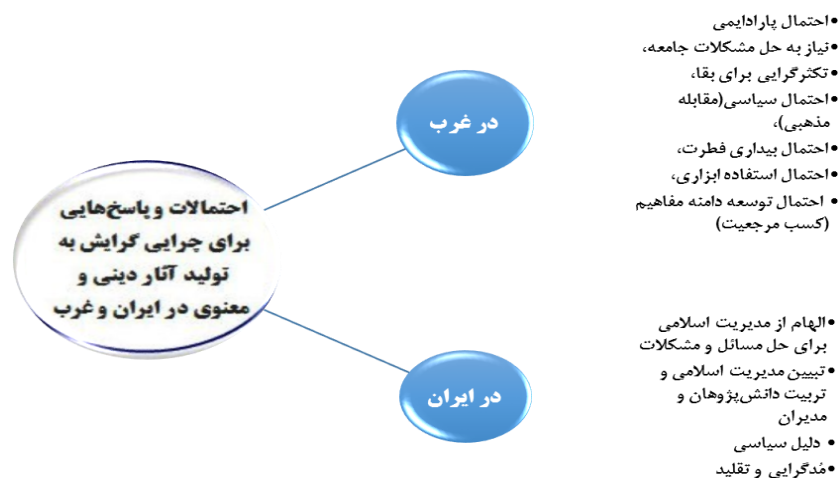 احتمالات و پاسخ‌هایی
برای چرایی گرایش به
تولید آثار دینی و
معنوی در ایران و غرب
در غرب
•احتمال پارادایمی
•نیاز به حل مشکلات جامعه،
•تکثرگرایی برای بقا،
•احتمال سیاسی(مقابله
مذهبی)،
•احتمال بیداری فطرت،
•احتمال استفاده ابزاری،
• احتمال توسعه دامنه مفاهیم
(کسب مرجعیت)
در ایران
•الهام از مدیریت اسلامی
برای حل مسائل و مشکلات
•تبیین مدیریت اسلامی و
تربیت دانش‌پژوهان و
مدیران
• دلیل سیاسی
•مُدگرایی و تقلید